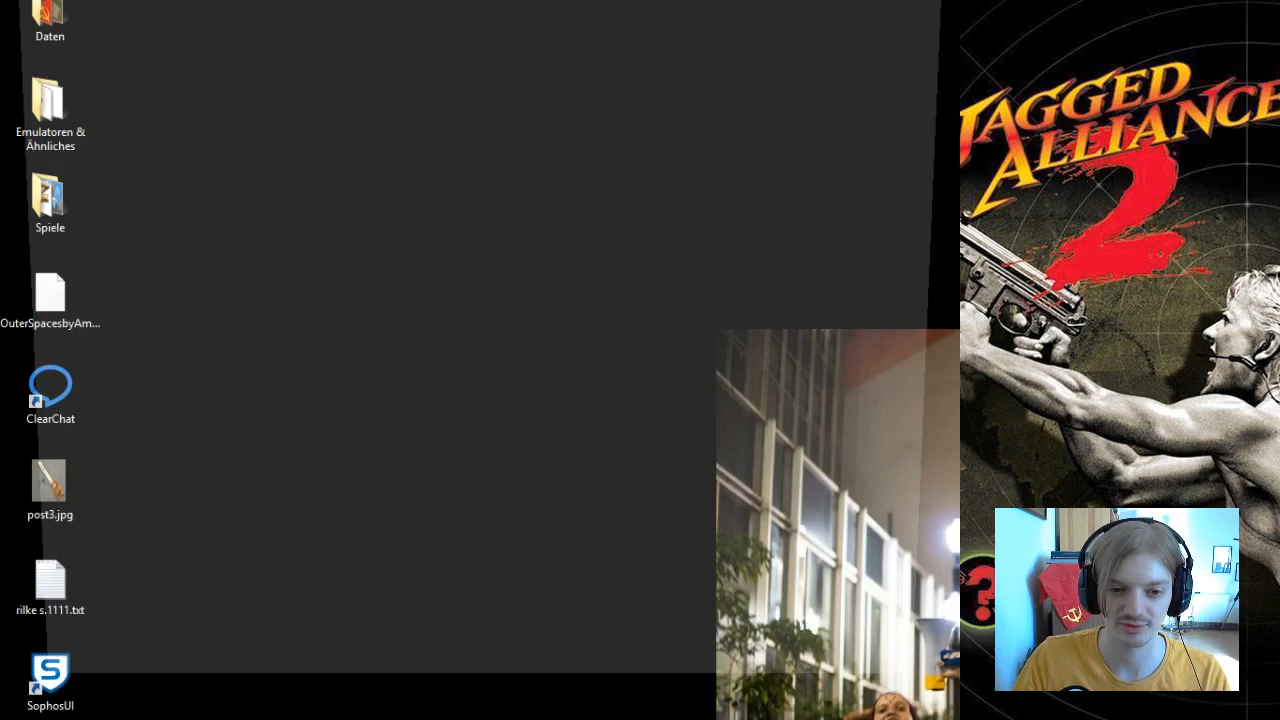 Daten
Emulatoren &
Ähnliches
Spiele
OuterSpacesbyAm...
ClearChat
post3.jpg
rilke s.1111.txt
S
SophosUI
JAGGED
ALLIANCE
2
?